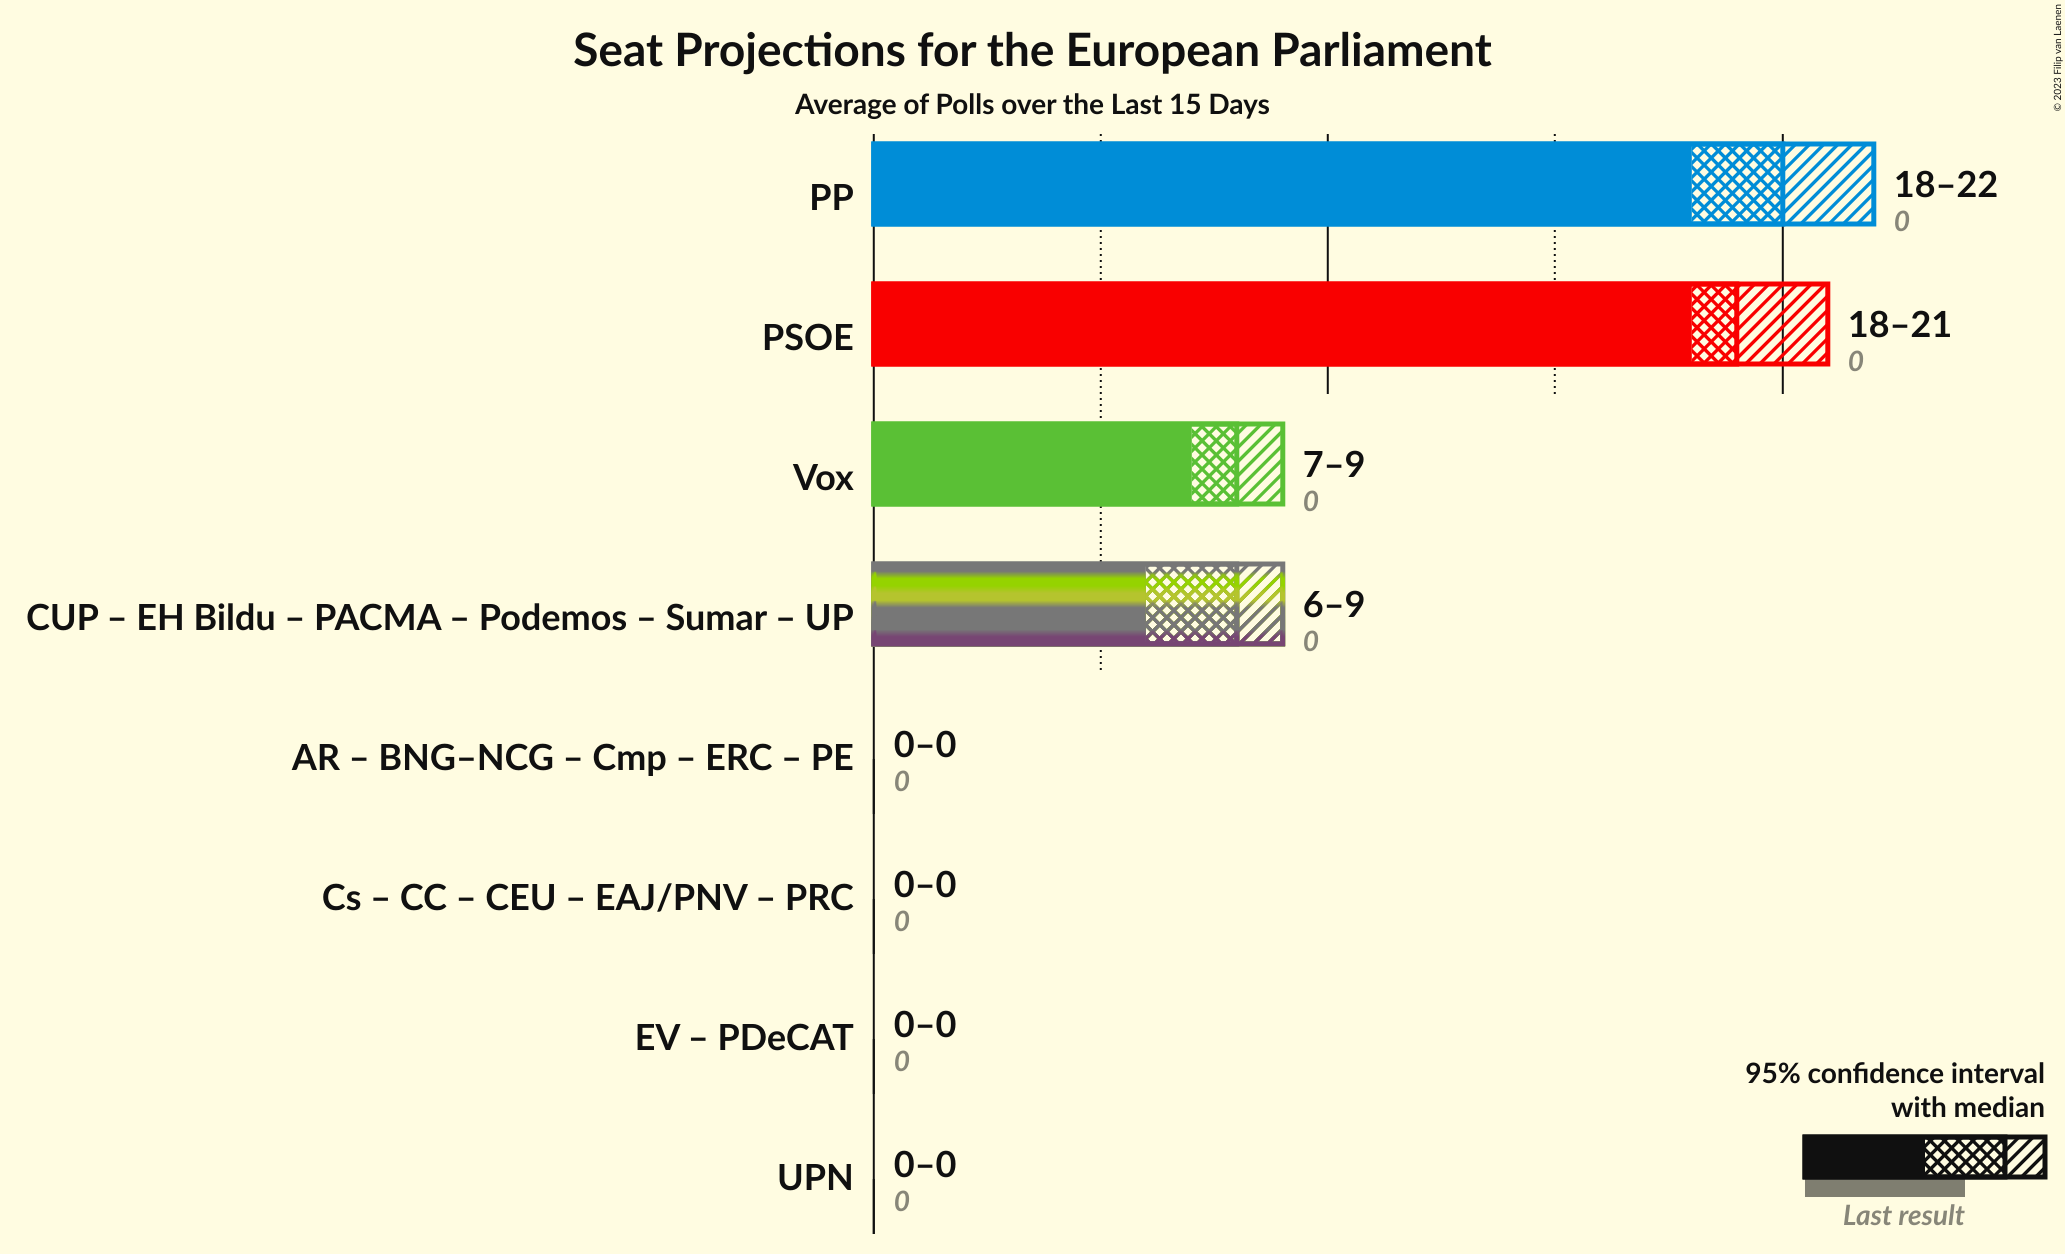 Seat Projections for the European Parliament
Average of Polls over the Last 15 Days
© 2023 Filip van Laenen
PP
18–22
0
PSOE
18–21
0
Vox
7–9
0
CUP – EH Bildu – PACMA – Podemos – Sumar – UP
6–9
0
AR – BNG–NCG – Cmp – ERC – PE
0–0
0
Cs – CC – CEU – EAJ/PNV – PRC
0–0
0
EV – PDeCAT
0–0
0
UPN
0–0
0
95% confidence interval
with median
Last result